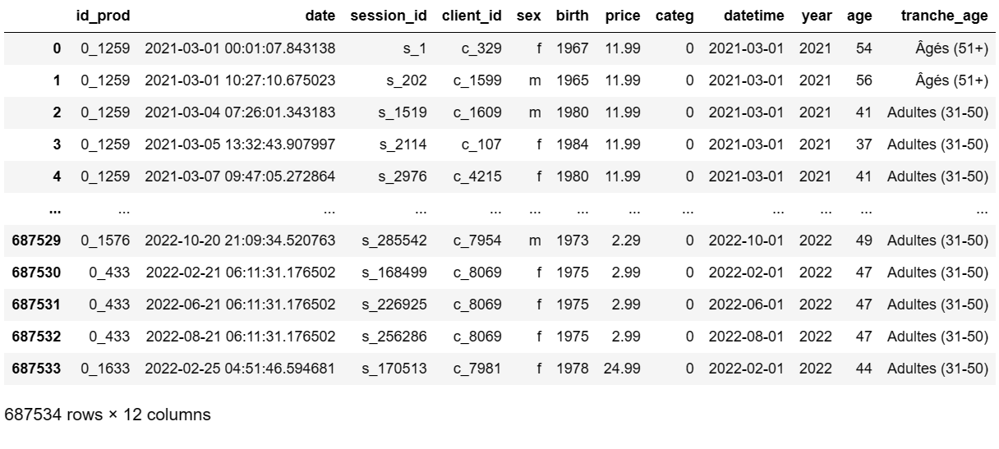 id_prod date session_id client_id sex birth price categ datetime year age tranche_age
0 0_1259 2021-03-01 00:01:07.843138 s_1 c_329 f 1967 11.99 0 2021-03-01 2021 54 Âgés (51+)
1 0_1259 2021-03-01 10:27:10.675023 s_202 c_1599 m 1965 11.99 0 2021-03-01 2021 56 Âgés (51+)
2 0_1259 2021-03-04 07:26:01.343183 s_1519 c_1609 m 1980 11.99 0 2021-03-01 2021 41 Adultes (31-50)
3 0_1259 2021-03-05 13:32:43.907997 s_2114 c_107 f 1984 11.99 0 2021-03-01 2021 37 Adultes (31-50)
4 0_1259 2021-03-07 09:47:05.272864 s_2976 c_4215 f 1980 11.99 0 2021-03-01 2021 41 Adultes (31-50)
... ... ... ... ... ... ... ... ... ... ... ... ...
687529 0_1576 2022-10-20 21:09:34.520763 s_285542 c_7954 m 1973 2.29 0 2022-10-01 2022 49 Adultes (31-50)
687530 0_433 2022-02-21 06:11:31.176502 s_168499 c_8069 f 1975 2.99 0 2022-02-01 2022 47 Adultes (31-50)
687531 0_433 2022-06-21 06:11:31.176502 s_226925 c_8069 f 1975 2.99 0 2022-06-01 2022 47 Adultes (31-50)
687532 0_433 2022-08-21 06:11:31.176502 s_256286 c_8069 f 1975 2.99 0 2022-08-01 2022 47 Adultes (31-50)
687533 0_1633 2022-02-25 04:51:46.594681 s_170513 c_7981 f 1978 24.99 0 2022-02-01 2022 44 Adultes (31-50)
687534 rows × 12 columns